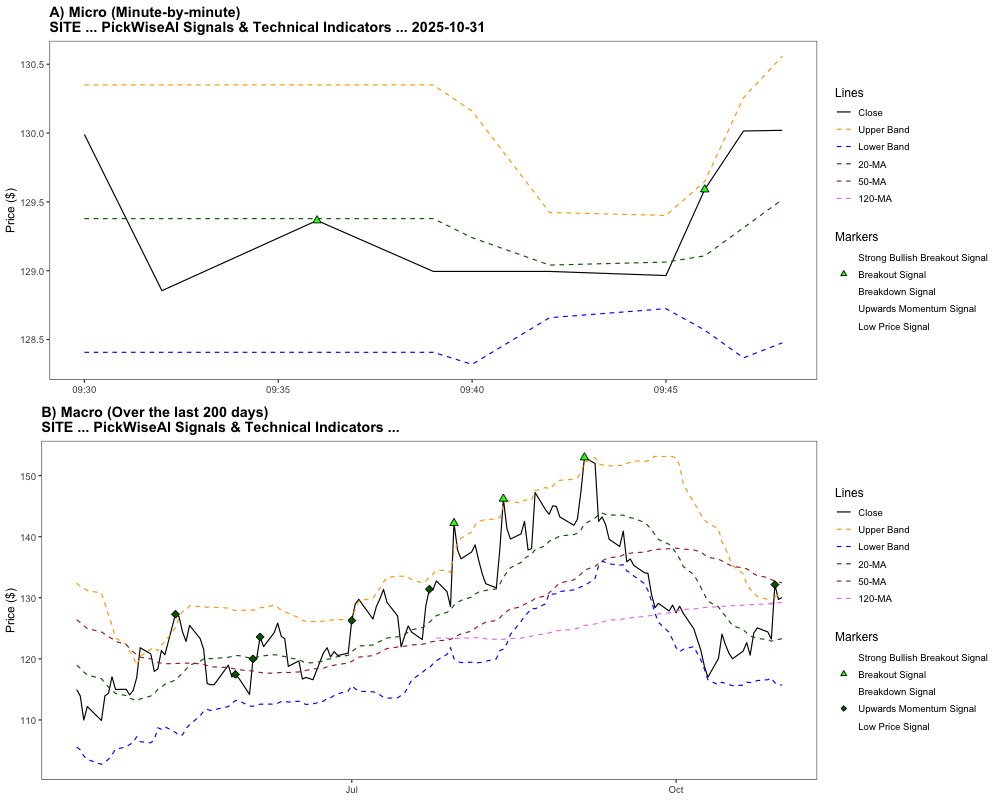 A) Micro (Minute-by-minute)
SITE ... PickWiseAI Signals & Technical Indicators ... 2025-10-31
Price ($)
130.5
130.0
129.5
129.0
128.5
09:30
09:35
09:40
09:45
Lines
Close
Upper Band
Lower Band
20-MA
50-MA
120-MA
Markers
Strong Bullish Breakout Signal
Breakout Signal
Breakdown Signal
Upwards Momentum Signal
Low Price Signal
B) Macro (Over the last 200 days)
SITE ... PickWiseAI Signals & Technical Indicators ...
Price ($)
150
140
130
120
110
Jul
Oct
Lines
Close
Upper Band
Lower Band
20-MA
50-MA
120-MA
Markers
Strong Bullish Breakout Signal
Breakout Signal
Breakdown Signal
Upwards Momentum Signal
Low Price Signal